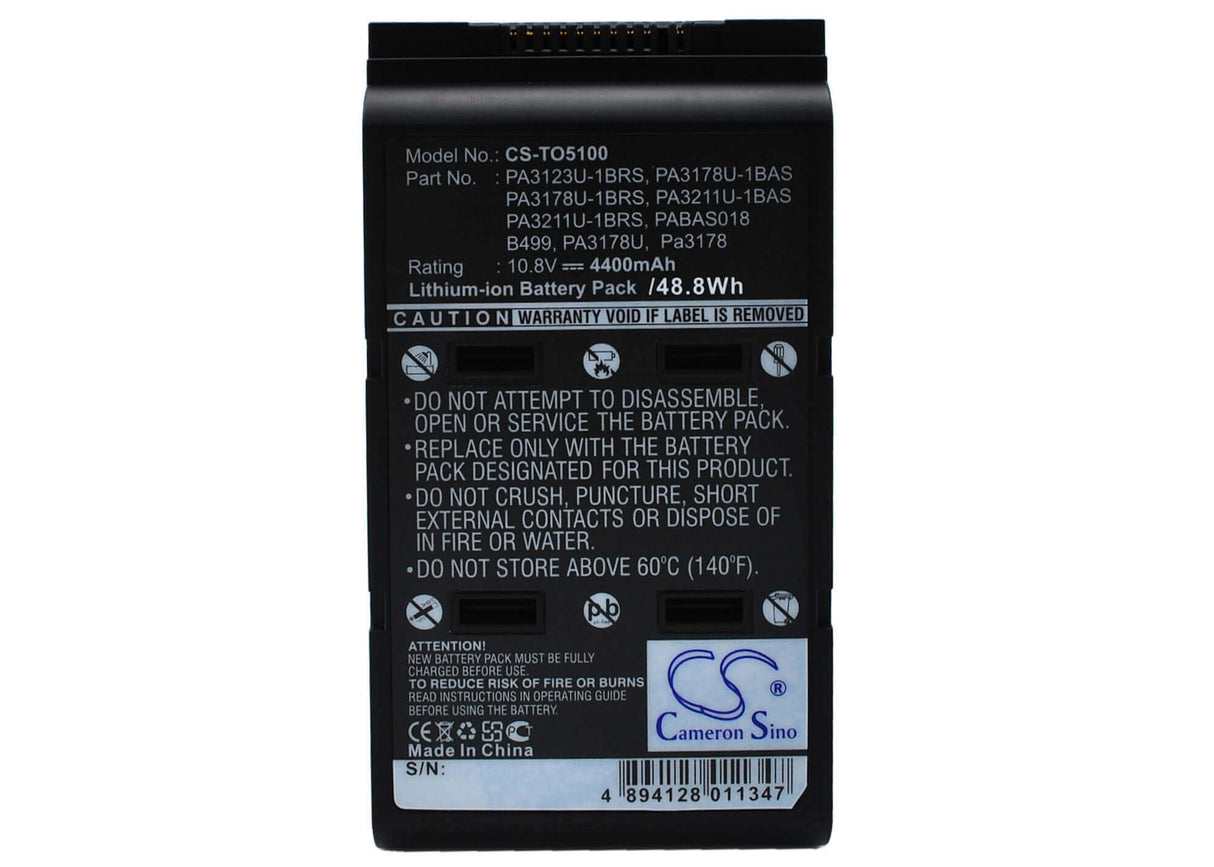 Model No.: CS-TO5100
Part No. : PA3123U-1BRS, PA3178U-1BAS
PA3178U-1BRS, PA3211U-1BAS
PA3211U-1BRS, PABAS018
B499, PA3178U, Pa3178
Rating : 10.8V 4400mAh
Lithium-ion Battery Pack /48.8Wh
CAUTION WARRANTY VOID IF LABEL IS REMOVED
•DO NOT ATTEMPT TO DISASSEMBLE,
OPEN OR SERVICE THE BATTERY PACK.
•REPLACE ONLY WITH THE BATTERY
PACK DESIGNATED FOR THIS PRODUCT.
•DO NOT CRUSH, PUNCTURE, SHORT
EXTERNAL CONTACTS OR DISPOSE OF
IN FIRE OR WATER.
•DO NOT STORE ABOVE 60°C (140°F).
pb
ATTENTION!
NEW BATTERY PACK MUST BE FULLY
CHARGED BEFORE USE.
TO REDUCE RISK OF FIRE OR BURNS
READ INSTRUCTIONS IN OPERATING GUIDE
BEFORE USING THE BATTERY.
CE PCT
Made In China
CS ®
Cameron Sino
S/N:
4 894128 011347